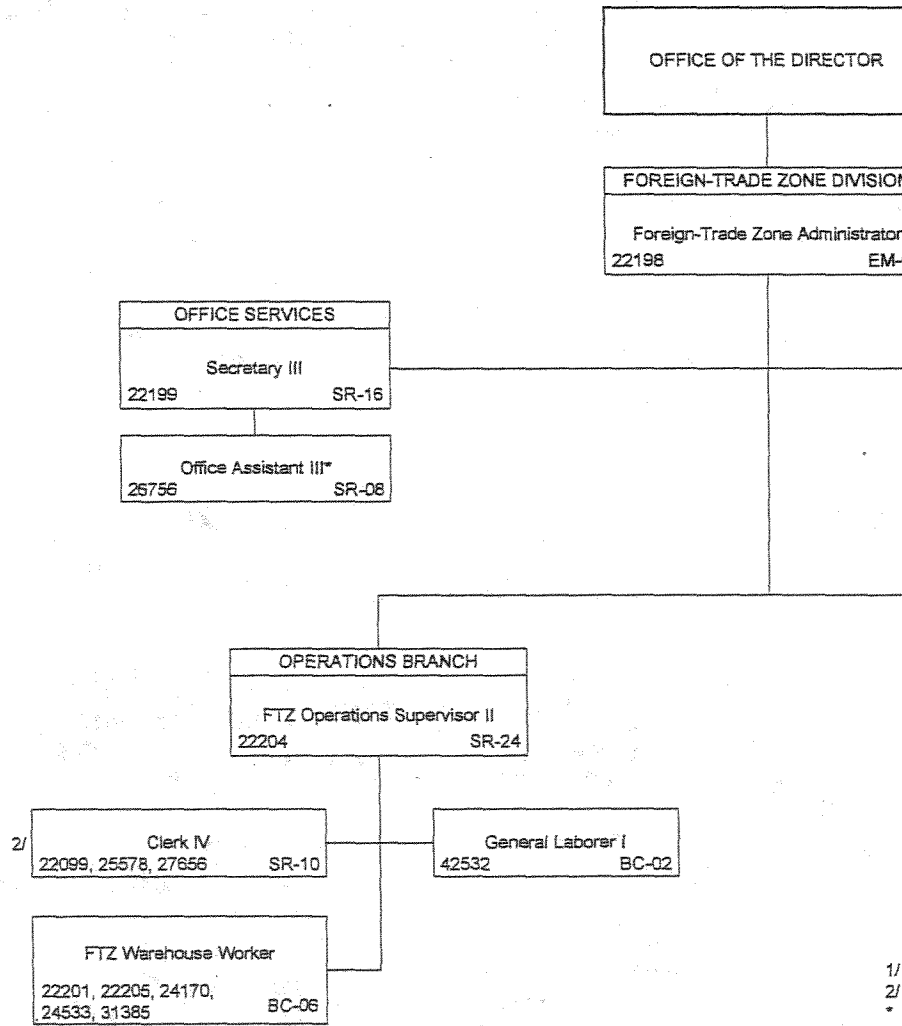 OFFICE OF THE DIRECTOR
FOREIGN-TRADE ZONE DIVISION
Foreign-Trade Zone Administrator
22198 EM-
OFFICE SERVICES
Secretary III
22199 SR-16
Office Assistant III*
26756 SR-08
OPERATIONS BRANCH
FTZ Operations Supervisor II
22204 SR-24
2/ Clerk IV
22099, 25578, 27656 SR-10
General Laborer I
42532 BC-02
FTZ Warehouse Worker
22201, 22205, 24170,
24533, 31385 BC-06
1/
2/
*